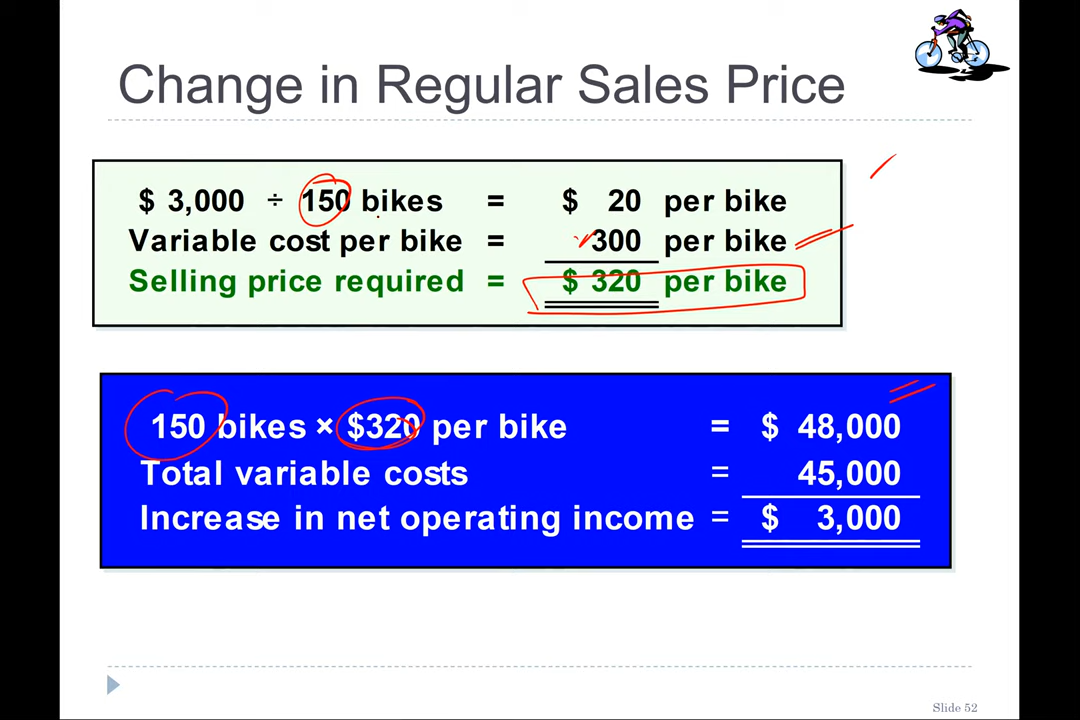 Change in Regular Sales Price
$ 3,000 ÷ 150 bikes = $ 20 per bike
Variable cost per bike = 300 per bike
Selling price required = $ 320 per bike
150 bikes × $320 per bike = $ 48,000
Total variable costs = 45,000
Increase in net operating income = $ 3,000
Slide 52